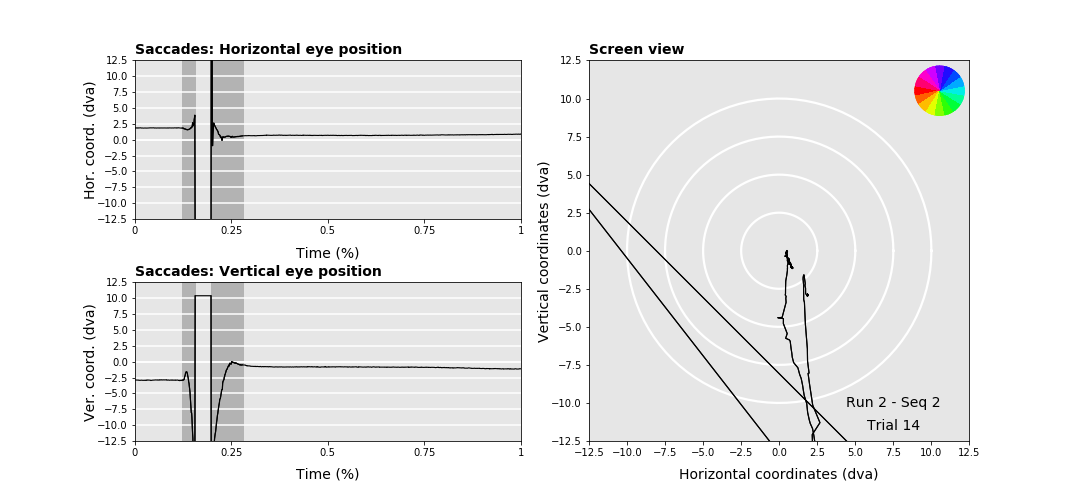 Saccades: Horizontal eye position
Hor. coord. (dva)
12.5
10.0
7.5
5.0
2.5
0.0
−2.5
−5.0
−7.5
−10.0
−12.5
0 0.25 0.5 0.75 1
Time (%)
Saccades: Vertical eye position
Ver. coord. (dva)
12.5
10.0
7.5
5.0
2.5
0.0
−2.5
−5.0
−7.5
−10.0
−12.5
0 0.25 0.5 0.75 1
Time (%)
Screen view
Vertical coordinates (dva)
12.5
10.0
7.5
5.0
2.5
0.0
−2.5
−5.0
−7.5
−10.0
−12.5
Run 2 - Seq 2
Trial 14
−12.5 −10.0 −7.5 −5.0 −2.5 0.0 2.5 5.0 7.5 10.0 12.5
Horizontal coordinates (dva)